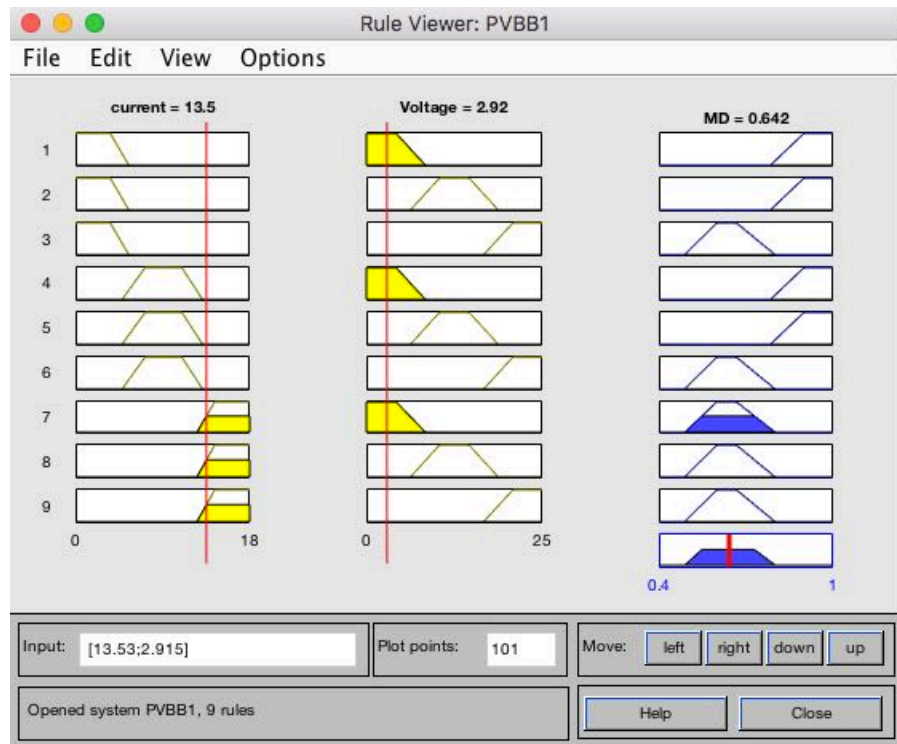 Rule Viewer: PVBB1
File Edit View Options
current = 13.5 Voltage = 2.92 MD = 0.642
1
2
3
4
5
6
7
8
9
0 18 0 25
0.4 1
Input: [13.53;2.915] Plot points: 101 Move: left right down up
Opened system PVBB1, 9 rules Help Close